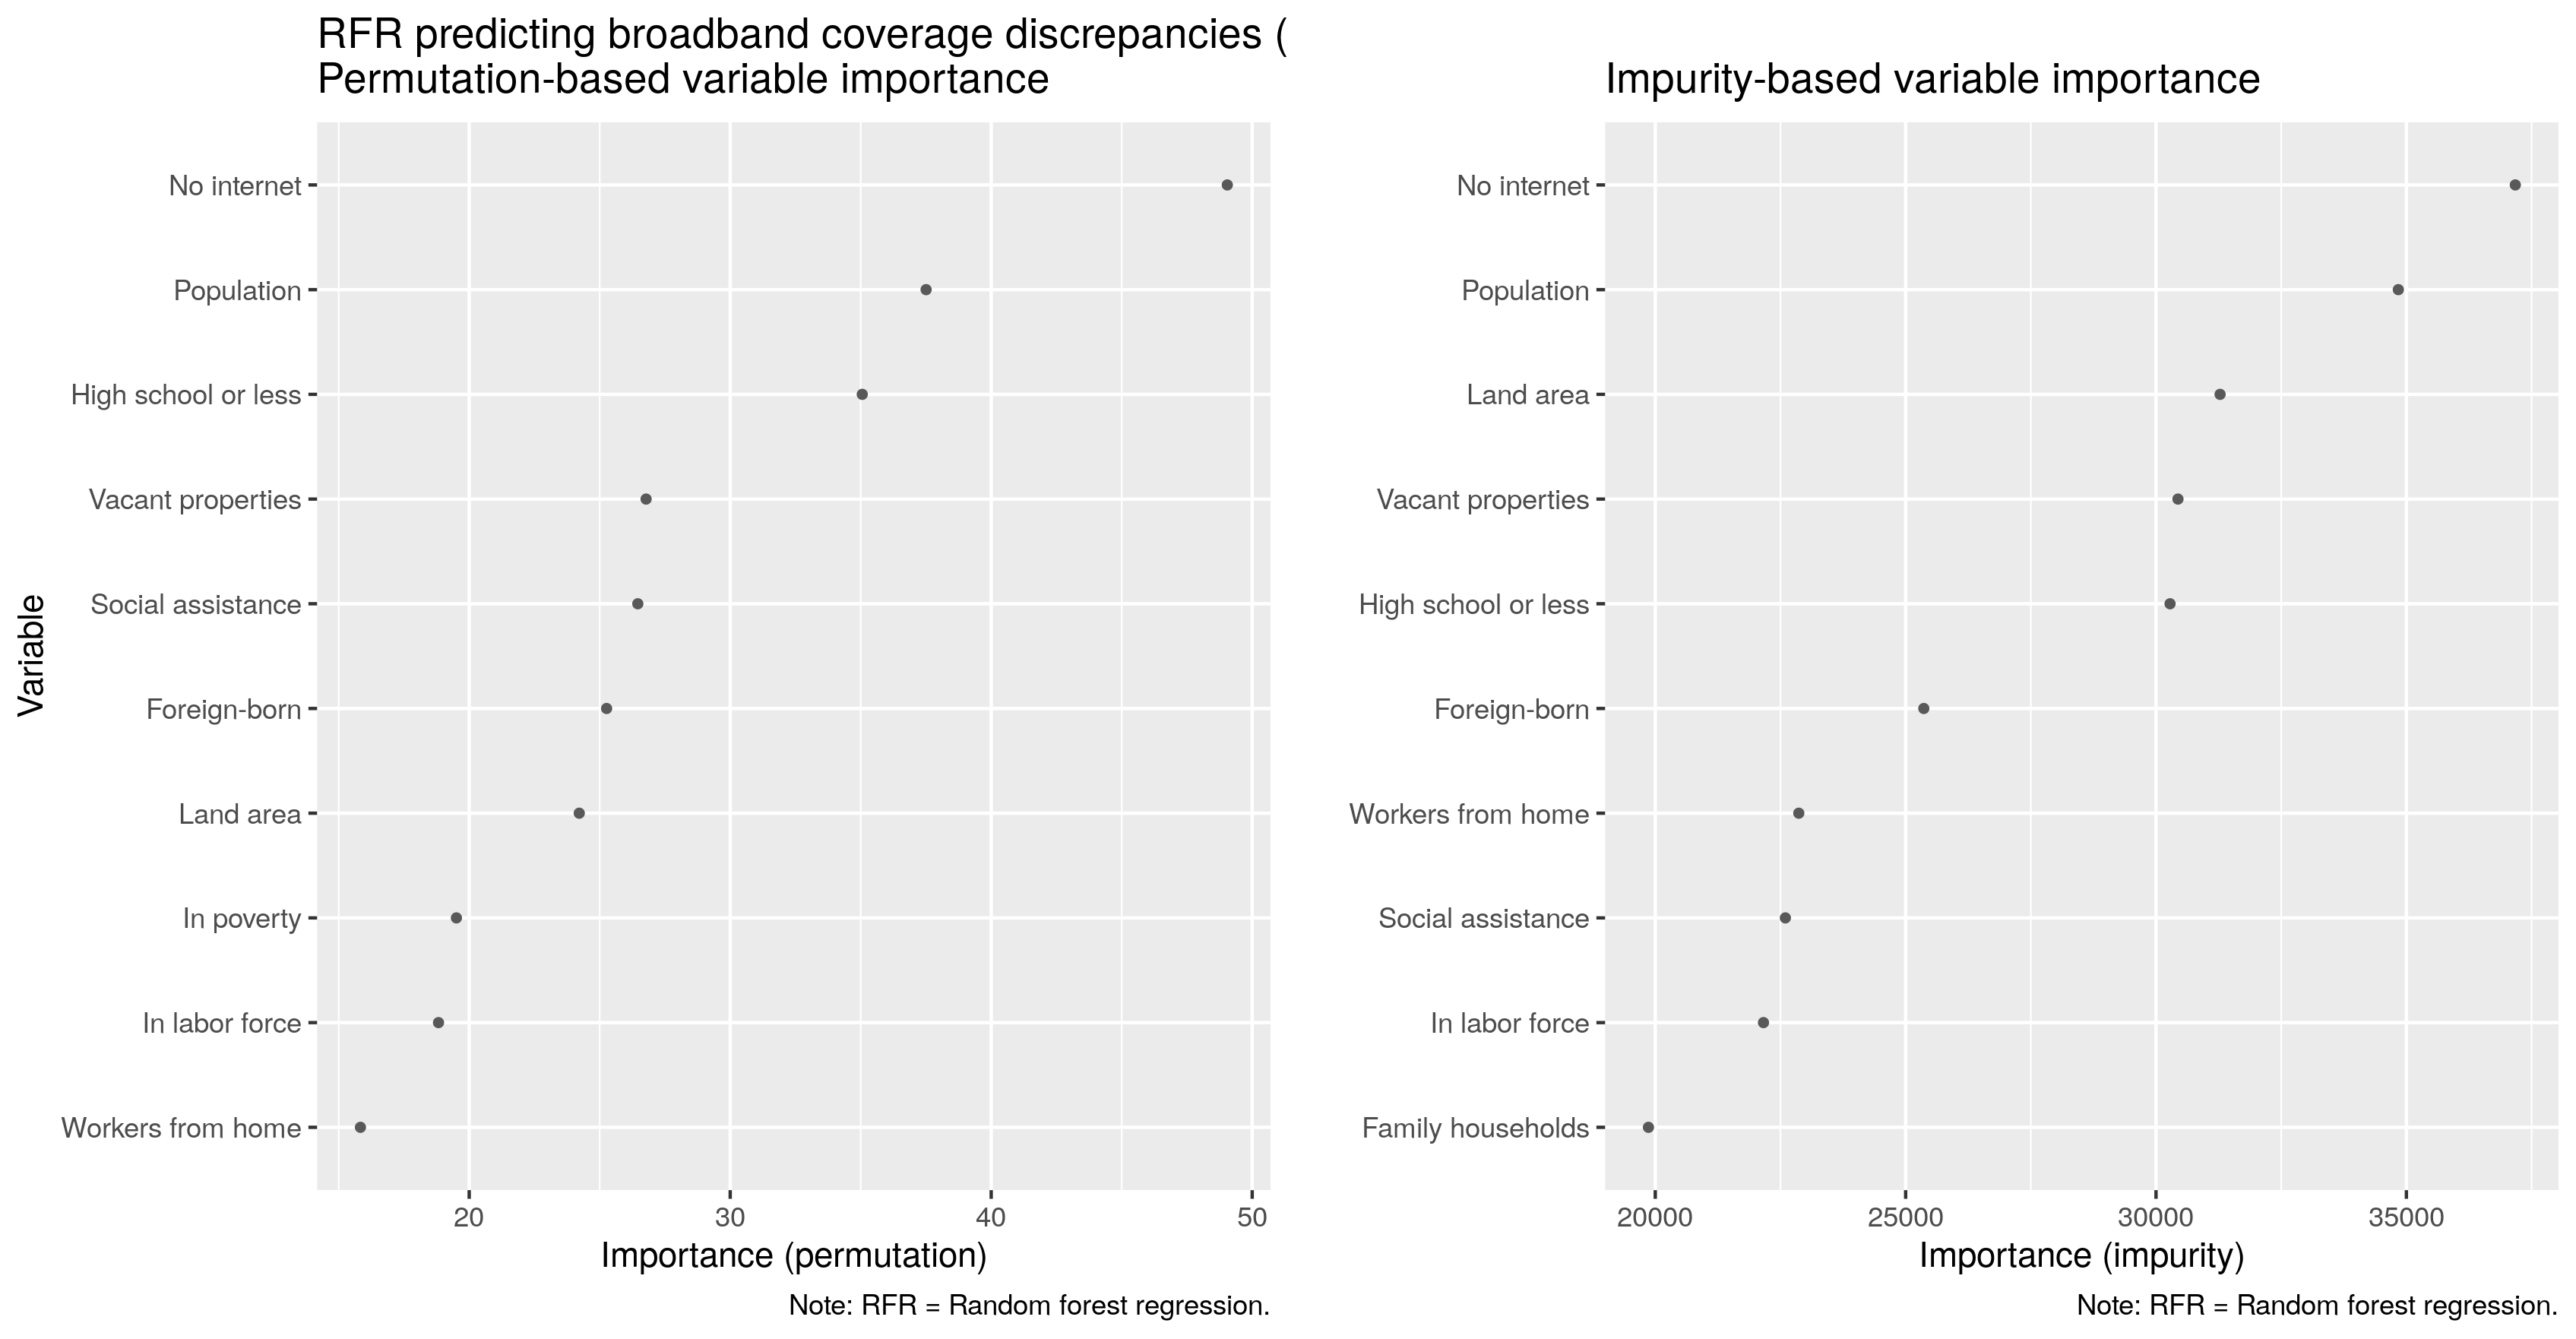 RFR predicting broadband coverage discrepancies (
Permutation-based variable importance
Variable
No internet
Population
High school or less
Vacant properties
Social assistance
Foreign-born
Land area
In poverty
In labor force
Workers from home
20 30 40 50
Importance (permutation)
Note: RFR = Random forest regression.
Impurity-based variable importance
No internet
Population
Land area
Vacant properties
High school or less
Foreign-born
Workers from home
Social assistance
In labor force
Family households
20000 25000 30000 35000
Importance (impurity)
Note: RFR = Random forest regression.